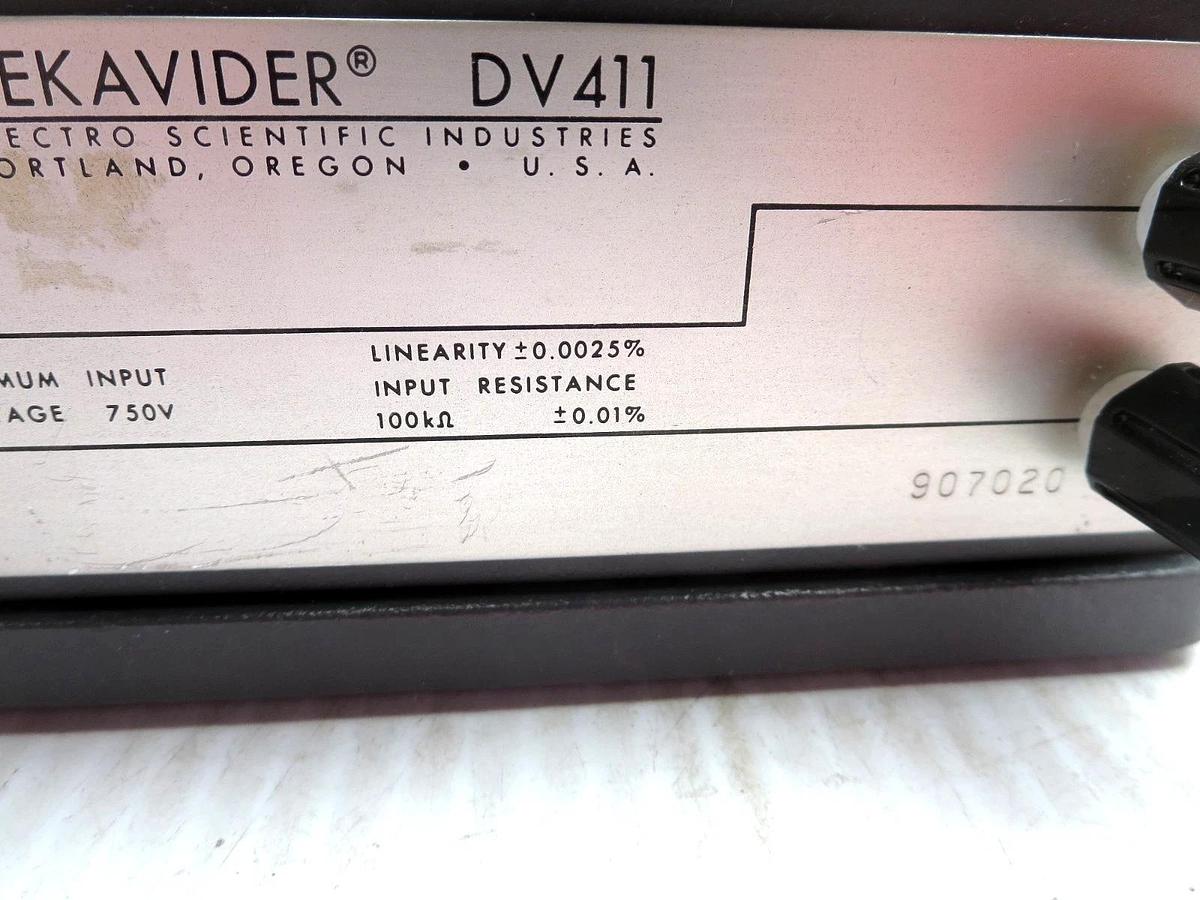 EKAVIDER® DV411
ECTRO SCIENTIFIC INDUSTRIES
ORTLAND, OREGON • U. S. A.
LINEARITY ±0.0025%
MUM INPUT
INPUT RESISTANCE
AGE 750V
100kΩ ±0.01%
907020